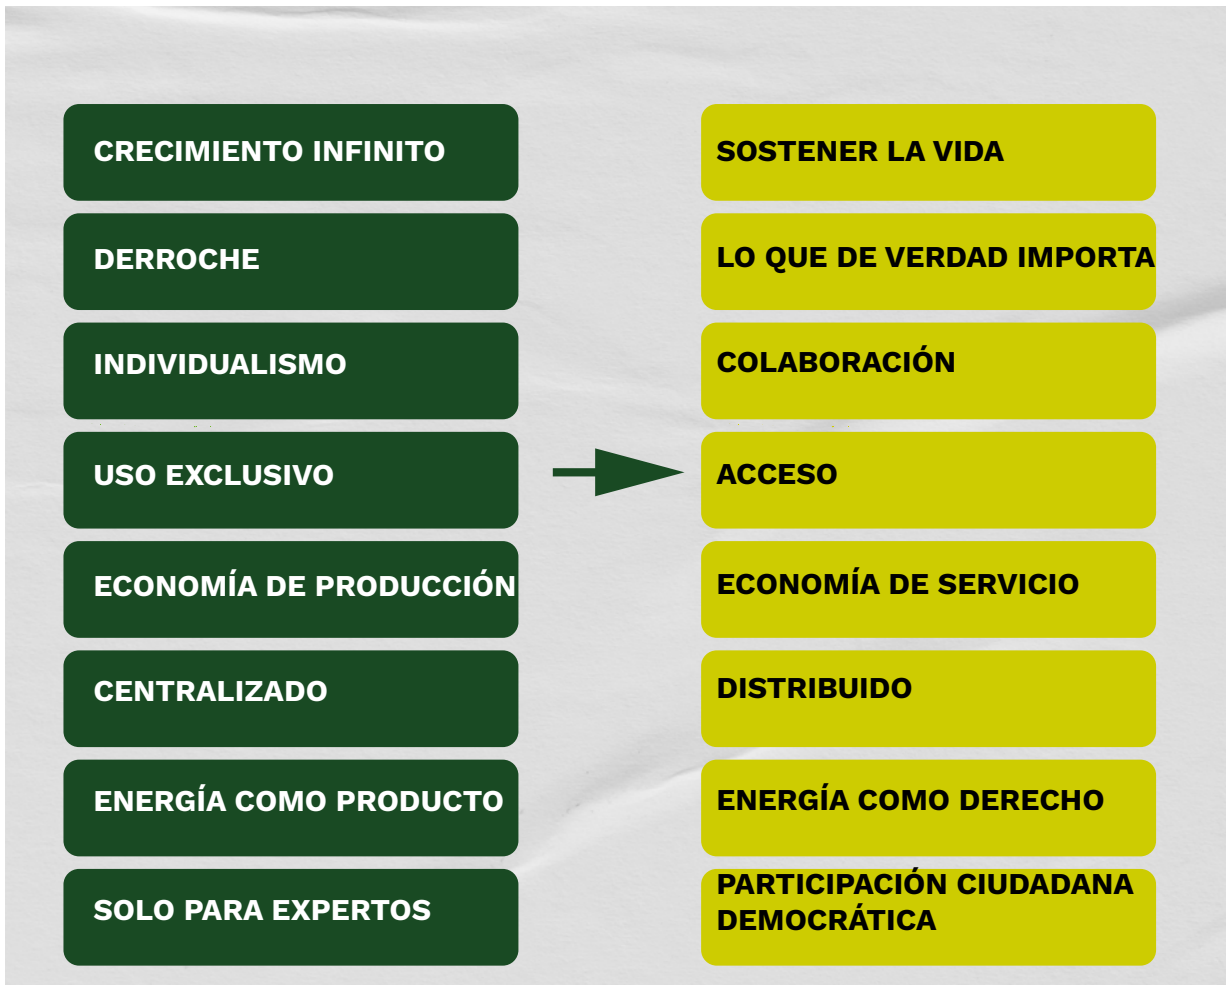 CRECIMIENTO INFINITO
SOSTENER LA VIDA
DERROCHE
LO QUE DE VERDAD IMPORTA
INDIVIDUALISMO
COLABORACIÓN
USO EXCLUSIVO
ACCESO
ECONOMÍA DE PRODUCCIÓN
ECONOMÍA DE SERVICIO
CENTRALIZADO
DISTRIBUIDO
ENERGÍA COMO PRODUCTO
ENERGÍA COMO DERECHO
SOLO PARA EXPERTOS
PARTICIPACIÓN CIUDADANA
DEMOCRÁTICA